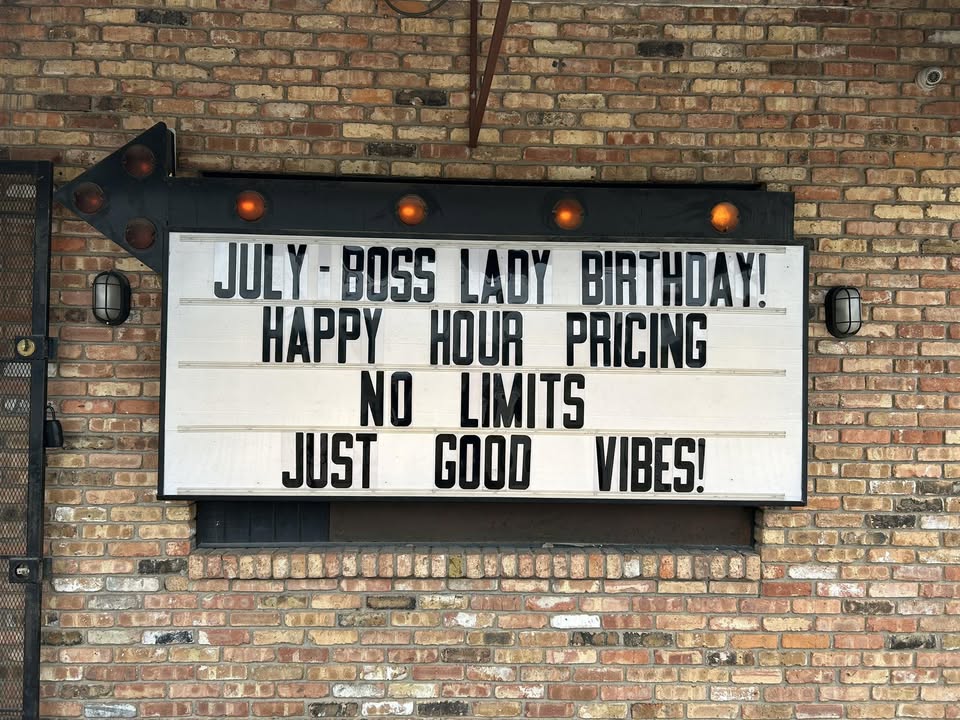 JULY - BOSS LADY BIRTHDAY!
HAPPY HOUR PRICING
NO LIMITS
JUST GOOD VIBES!